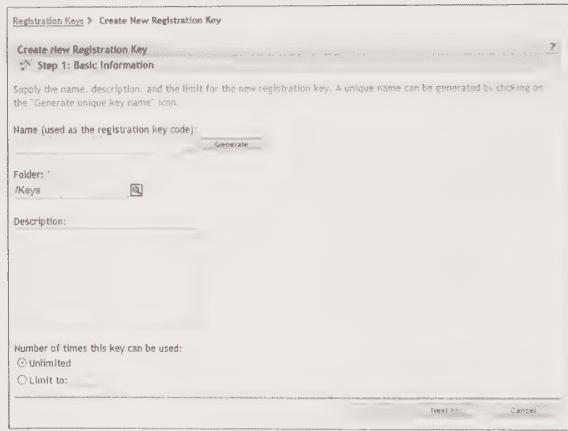 Registration Keys > Create New Registration Key
Create New Registration Key
?
Step 1: Basic Information
Supply the name, description, and the limit for the new registration key. A unique name can be generated by clicking on
the "Generate unique key name" icon.
Name (used as the registration key code):
Generate
Folder: *
/Keys
Description:
Number of times this key can be used:
Unlimited
Limit to:
Next >>
Cancel